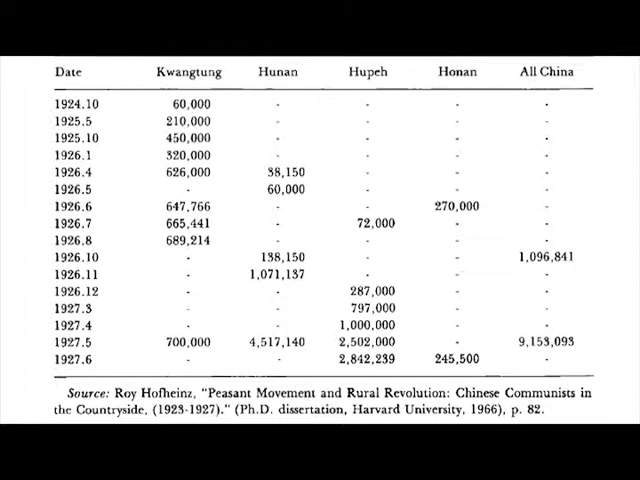 Date Kwangtung Hunan Hupeh Honan All China
1924.10 60,000 - - - -
1925.5 210,000 - - - -
1925.10 450,000 - - - -
1926.1 320,000 - - - -
1926.4 626,000 38,150 - - -
1926.5 - 60,000 - - -
1926.6 647,766 - - 270,000 -
1926.7 665,441 - 72,000 - -
1926.8 689,214 - - - -
1926.10 - 138,150 - - 1,096,841
1926.11 - 1,071,137 - - -
1926.12 - - 287,000 - -
1927.3 - - 797,000 - -
1927.4 - - 1,000,000 - -
1927.5 700,000 4,517,140 2,502,000 - 9,153,093
1927.6 - - 2,842,239 245,500 -
Source: Roy Hofheinz, "Peasant Movement and Rural Revolution: Chinese Communists in
the Countryside, (1923-1927)." (Ph.D. dissertation, Harvard University, 1966), p. 82.